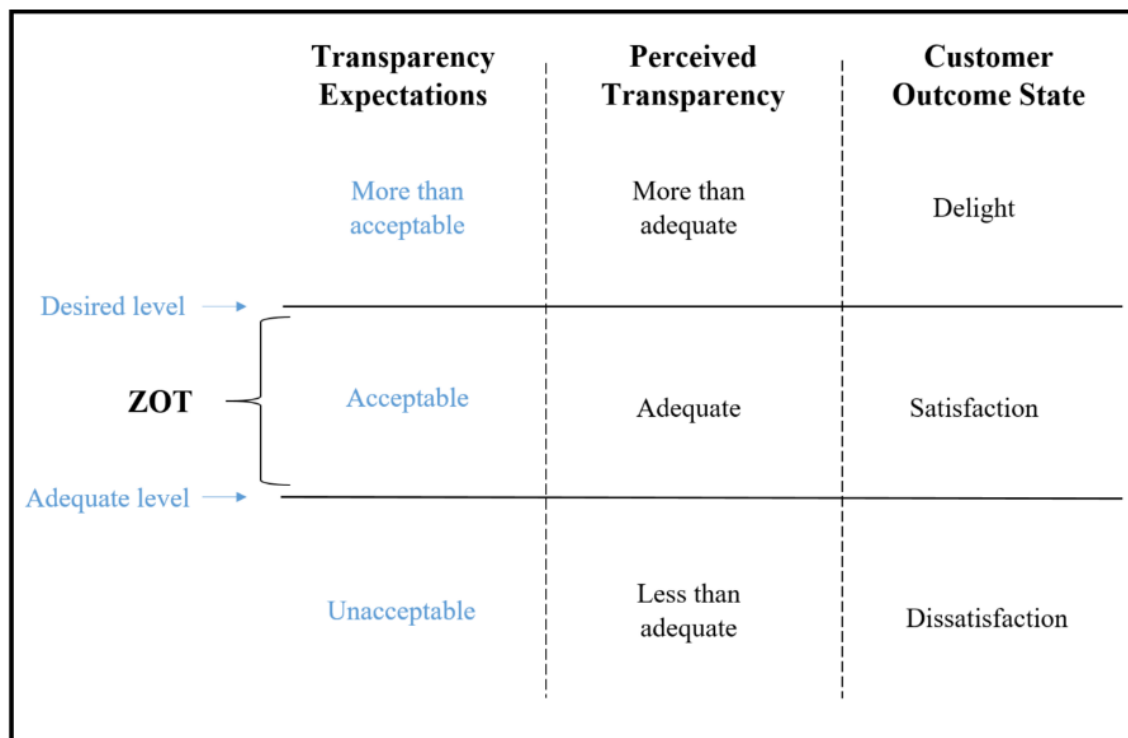 Transparency
Expectations
Perceived
Transparency
Customer
Outcome State
More than
acceptable
More than
adequate
Delight
Desired level
ZOT
Acceptable
Adequate
Satisfaction
Adequate level
Unacceptable
Less than
adequate
Dissatisfaction